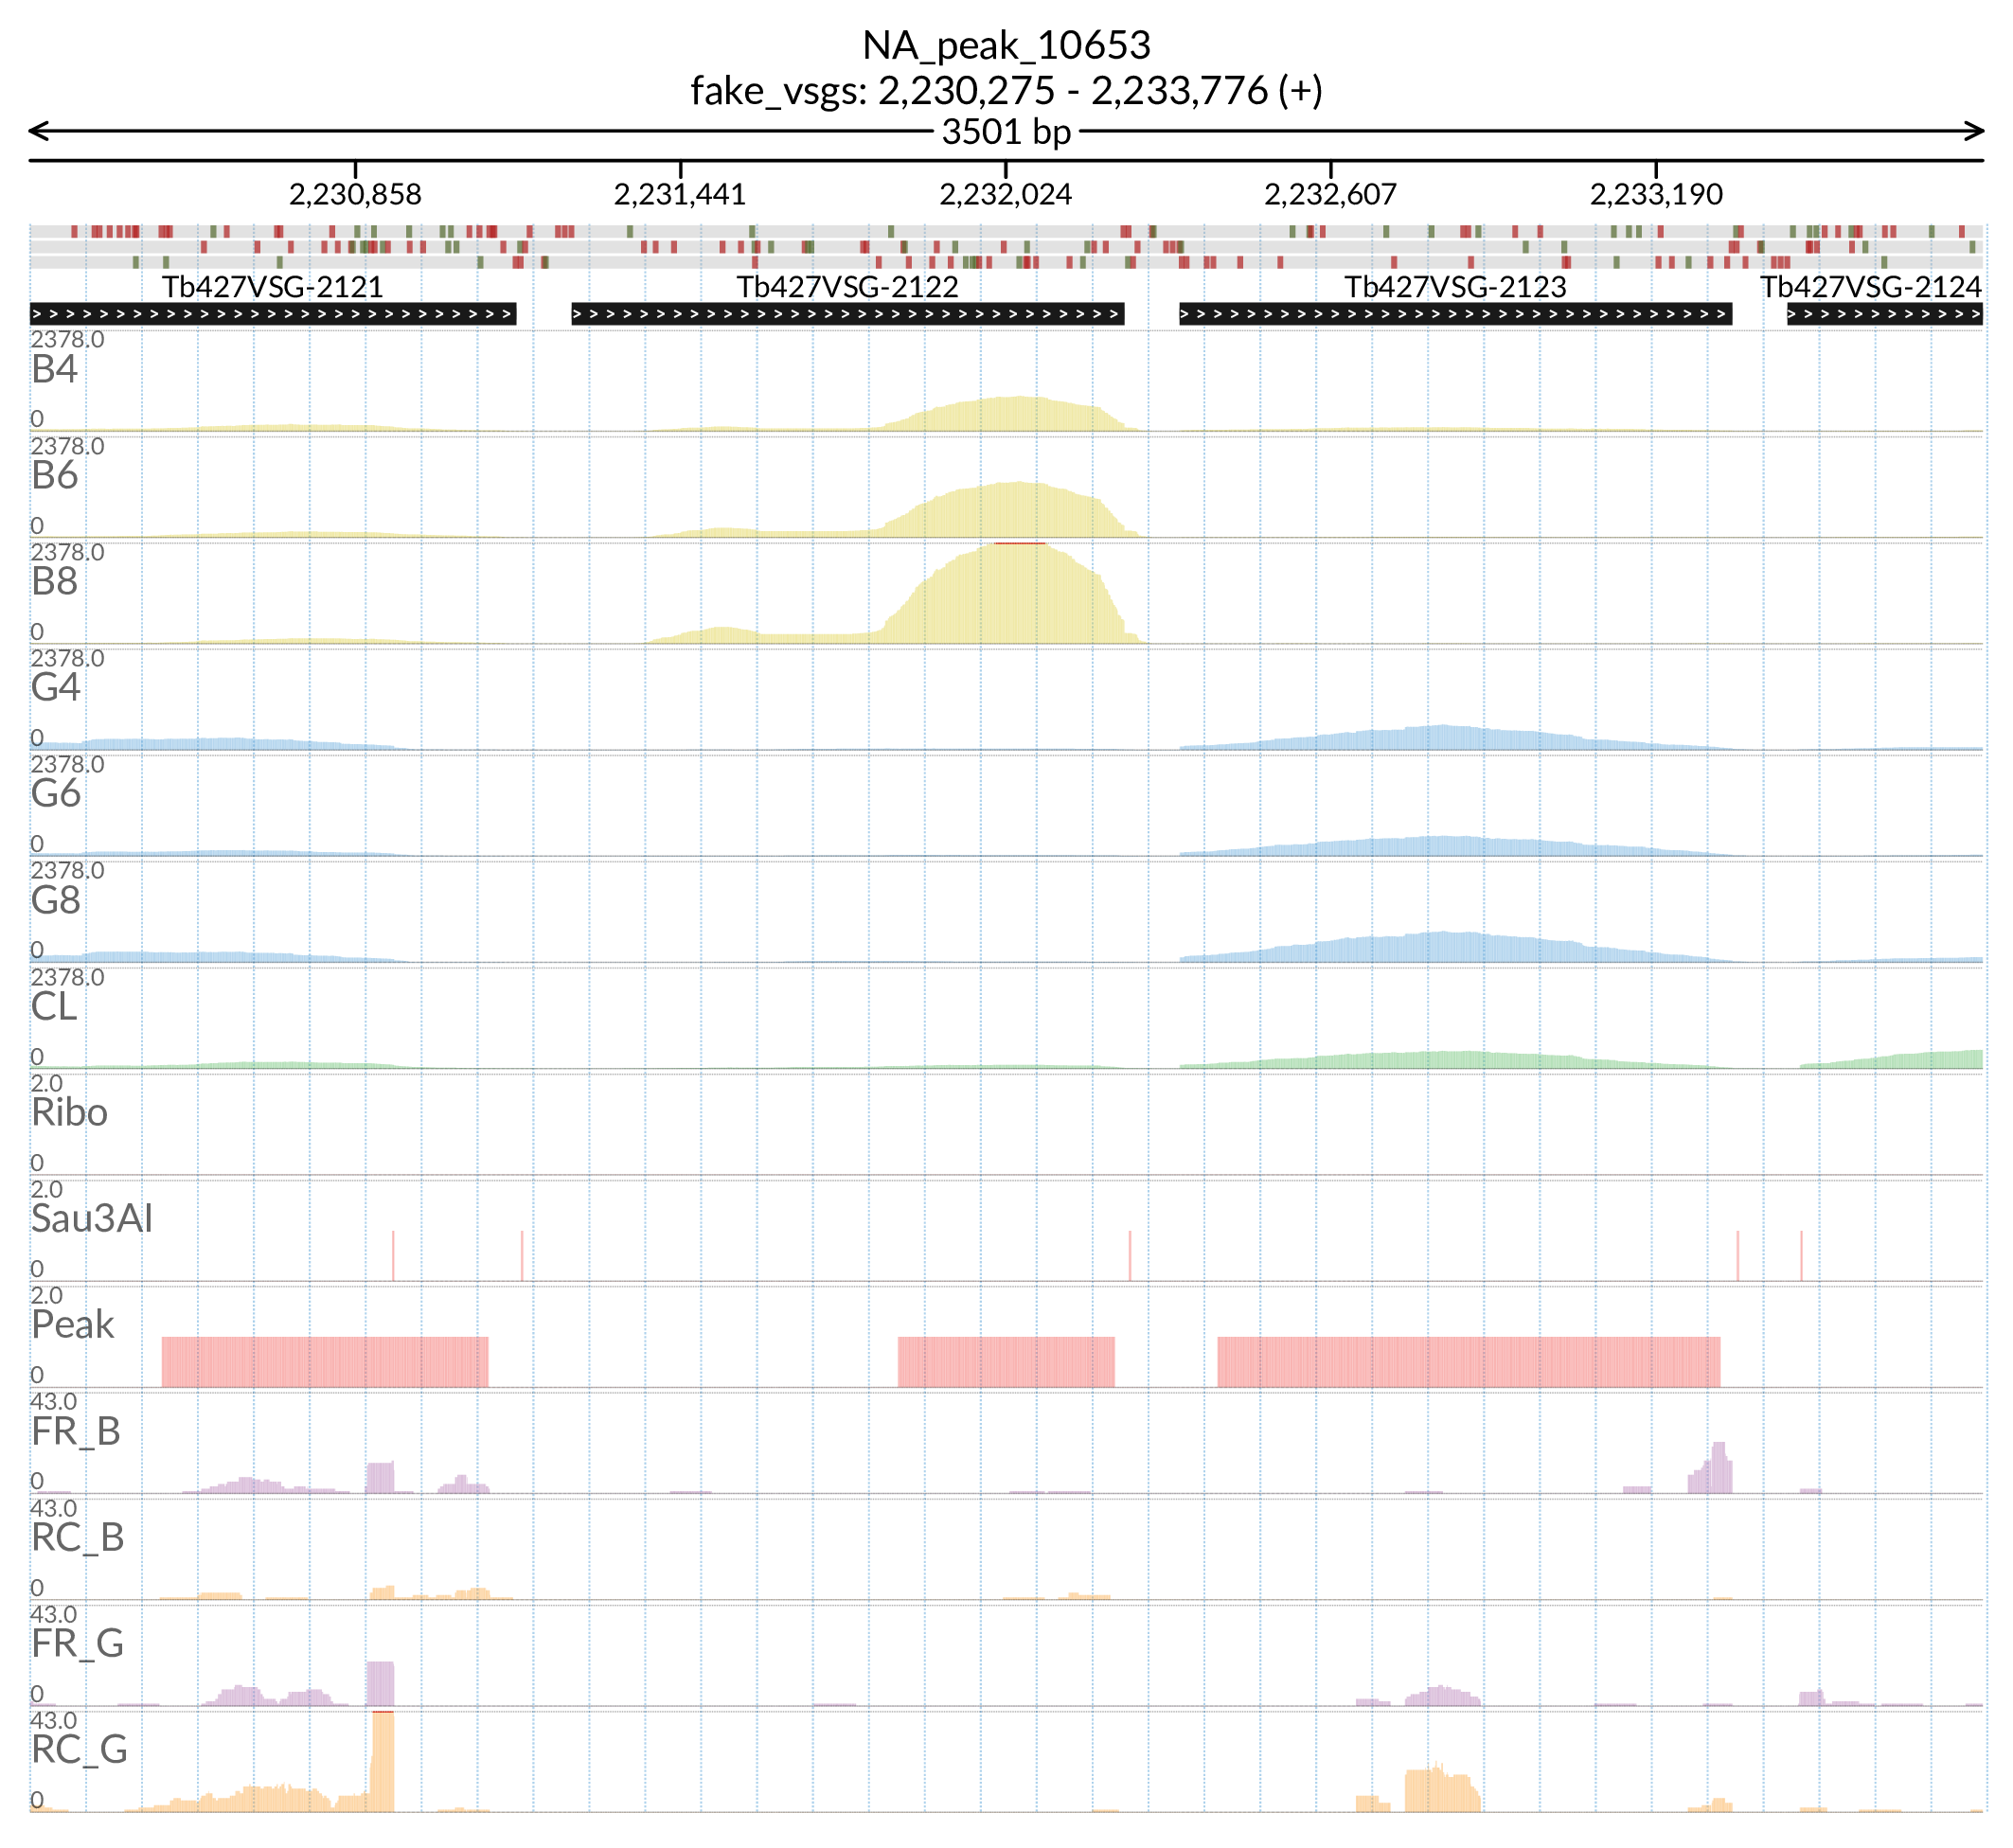 NA_peak_10653
fake_vsgs: 2,230,275 - 2,233,776 (+)
3501 bp
2,230,858 2,231,441 2,232,024 2,232,607 2,233,190
Tb427VSG-2121 Tb427VSG-2122 Tb427VSG-2123 Tb427VSG-2124
2378.0
B4
0
2378.0
B6
0
2378.0
B8
0
2378.0
G4
0
2378.0
G6
0
2378.0
G8
0
2378.0
CL
0
2.0
Ribo
0
2.0
Sau3AI
0
2.0
Peak
0
43.0
FR_B
0
43.0
RC_B
0
43.0
FR_G
0
43.0
RC_G
0